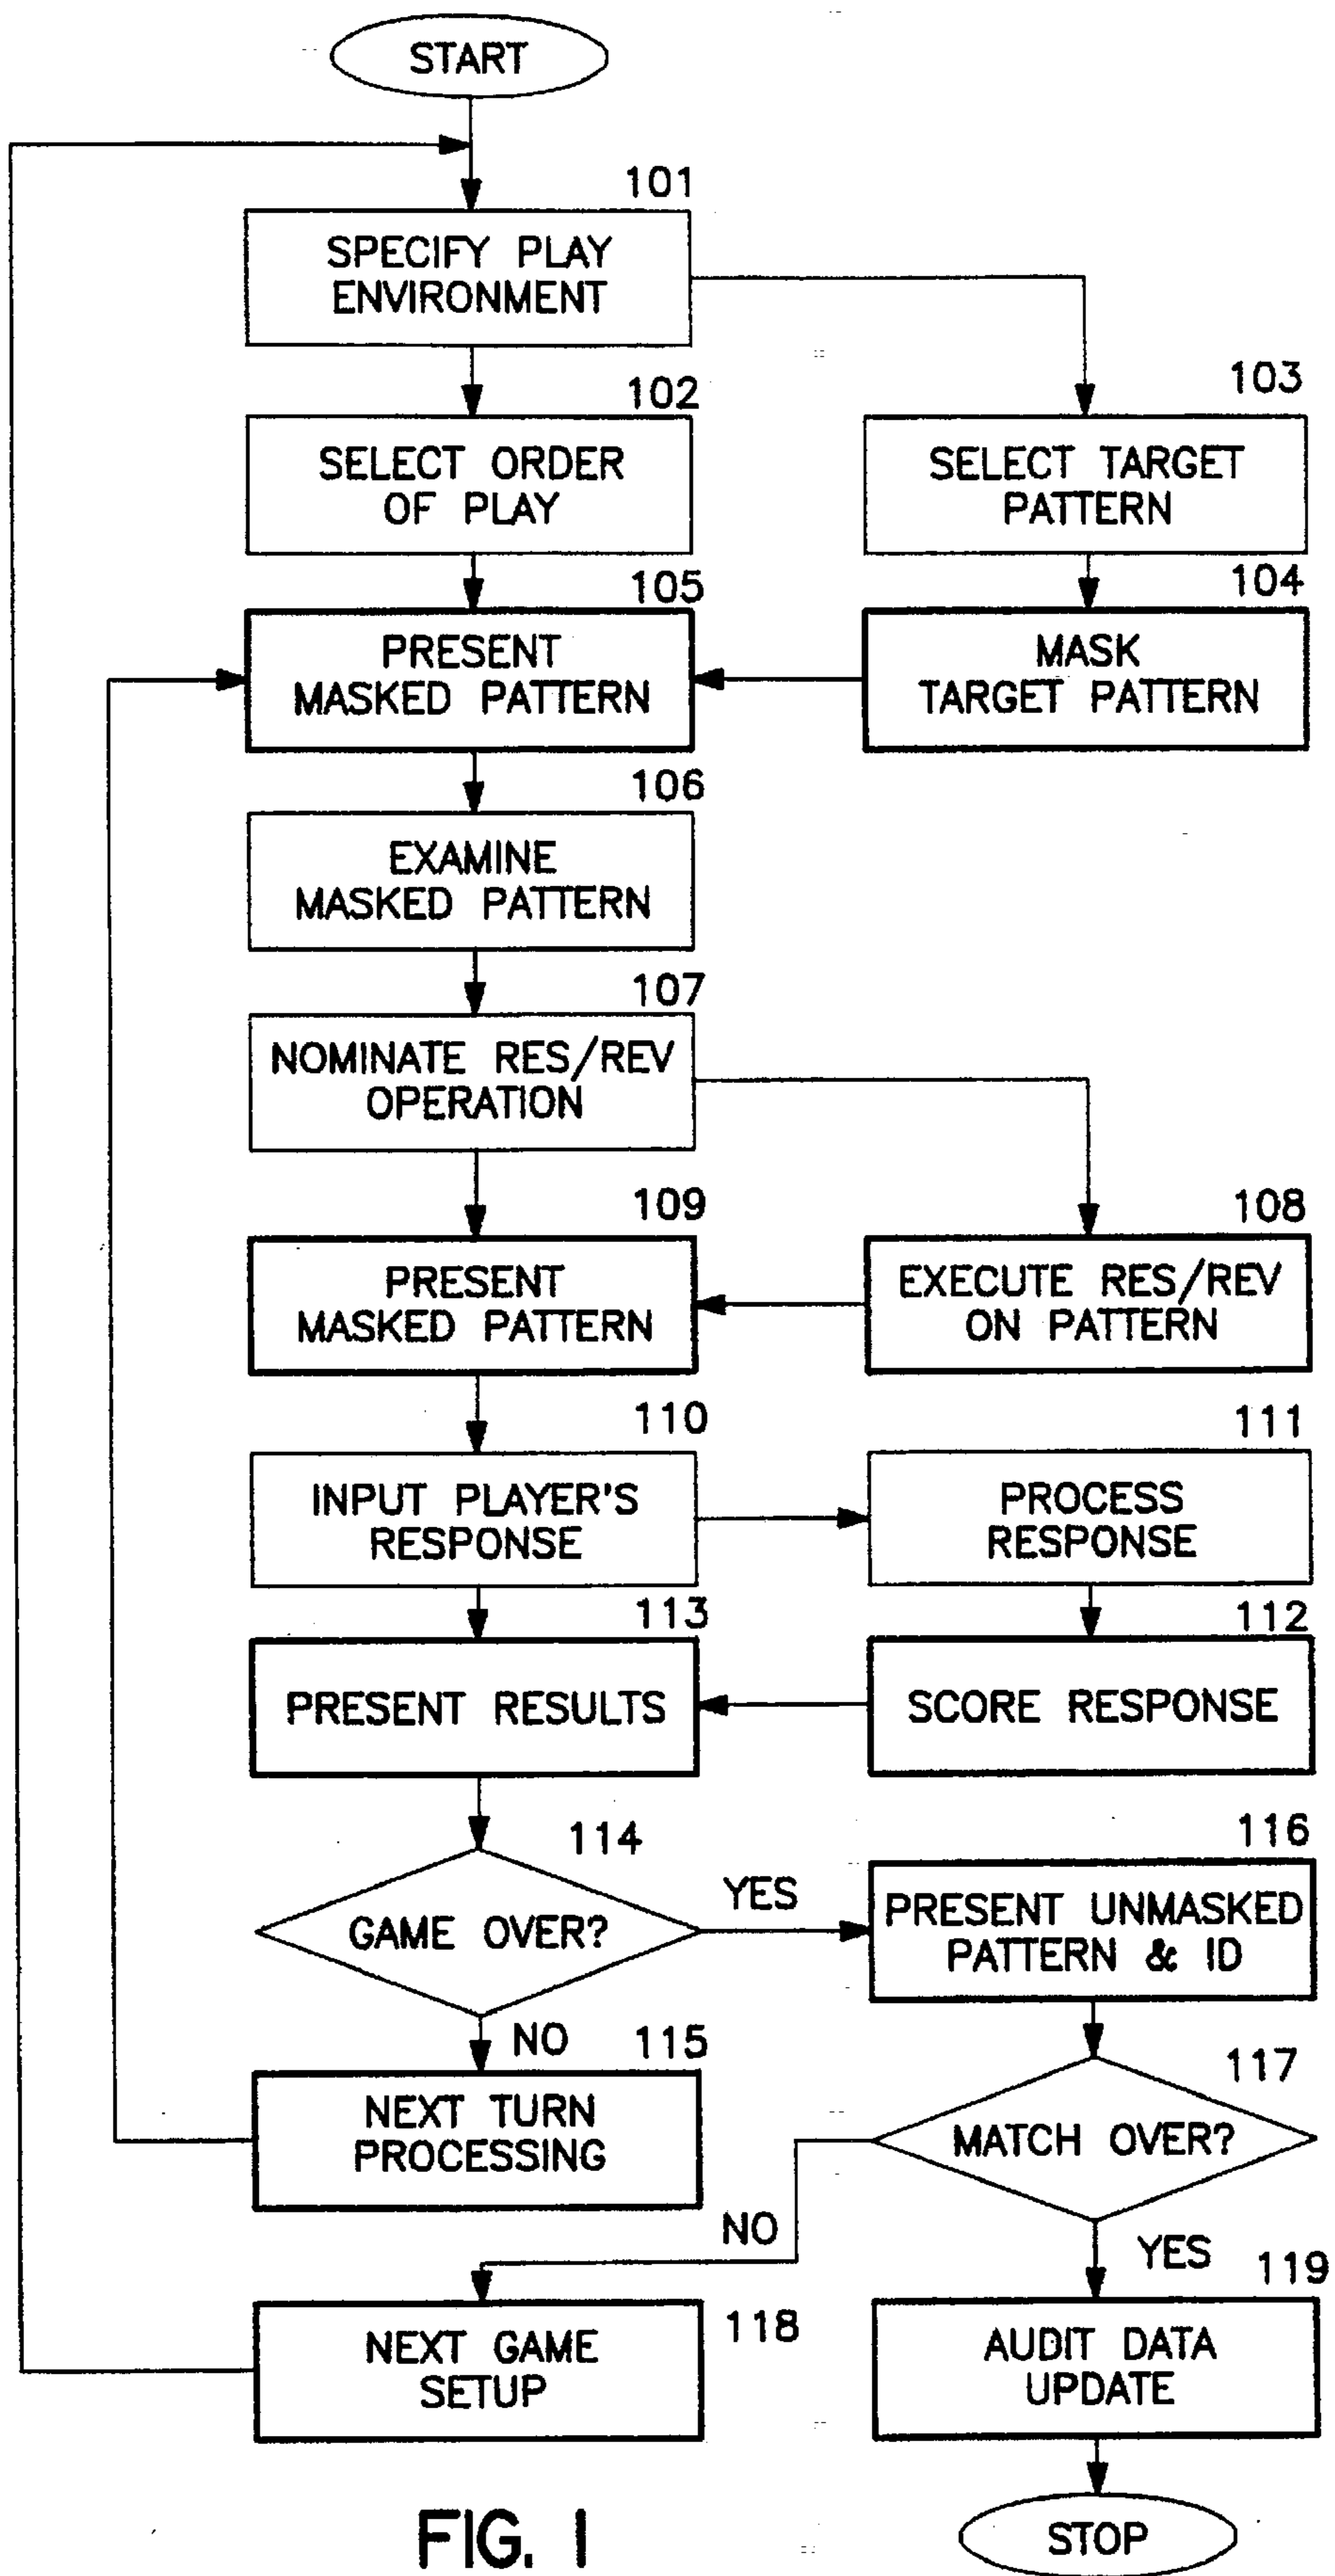 START
101
SPECIFY PLAY
ENVIRONMENT
102
SELECT ORDER
OF PLAY
103
SELECT TARGET
PATTERN
105
PRESENT
MASKED PATTERN
104
MASK
TARGET PATTERN
106
EXAMINE
MASKED PATTERN
107
NOMINATE RES/REV
OPERATION
109
PRESENT
MASKED PATTERN
108
EXECUTE RES/REV
ON PATTERN
110
INPUT PLAYER'S
RESPONSE
111
PROCESS
RESPONSE
113
PRESENT RESULTS
112
SCORE RESPONSE
114
GAME OVER?
YES
116
PRESENT UNMASKED
PATTERN & ID
NO
115
NEXT TURN
PROCESSING
117
MATCH OVER?
NO
YES
118
NEXT GAME
SETUP
119
AUDIT DATA
UPDATE
STOP
FIG. 1